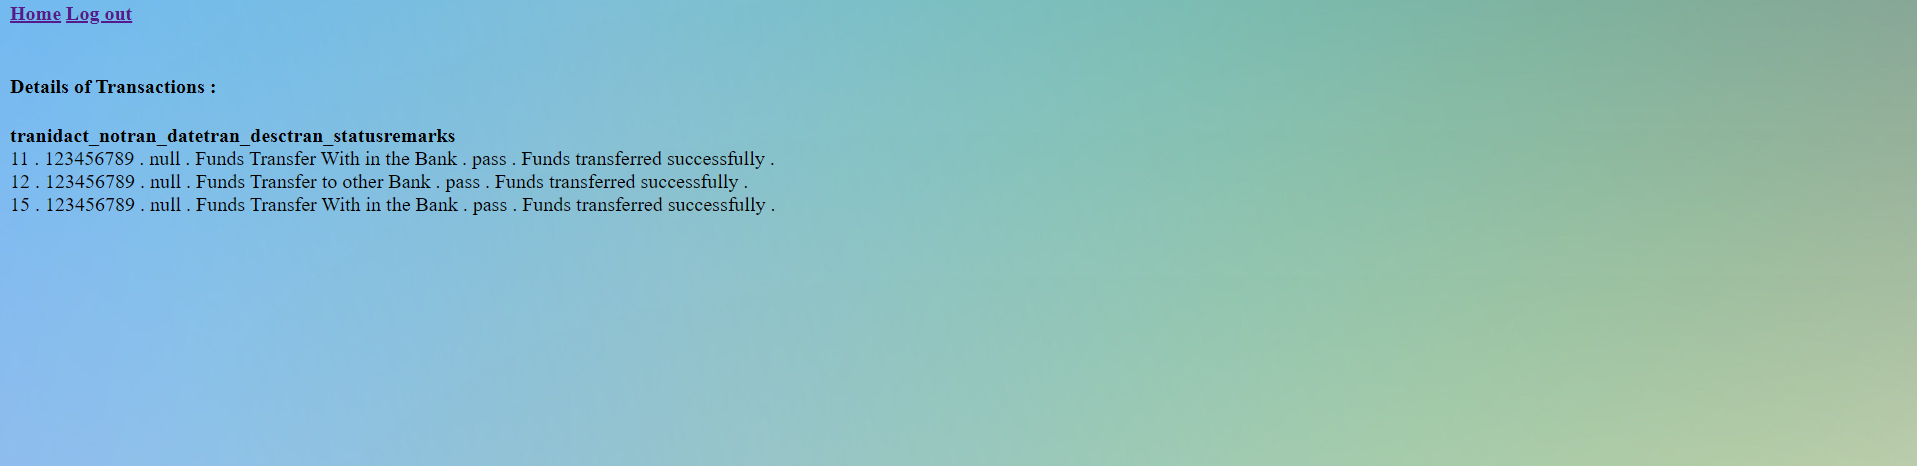 Home Log out
Details of Transactions :
tranidact_notran_datetran_desctran_statusremarks
11 . 123456789 . null . Funds Transfer With in the Bank . pass . Funds transferred successfully .
12 . 123456789 . null . Funds Transfer to other Bank . pass . Funds transferred successfully .
15 . 123456789 . null . Funds Transfer With in the Bank . pass . Funds transferred successfully .